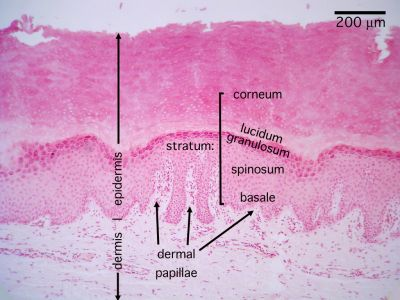 200 µm
corneum
lucidum
granulosum
stratum:
spinosum
basale
epidermis
dermis
dermal
papillae